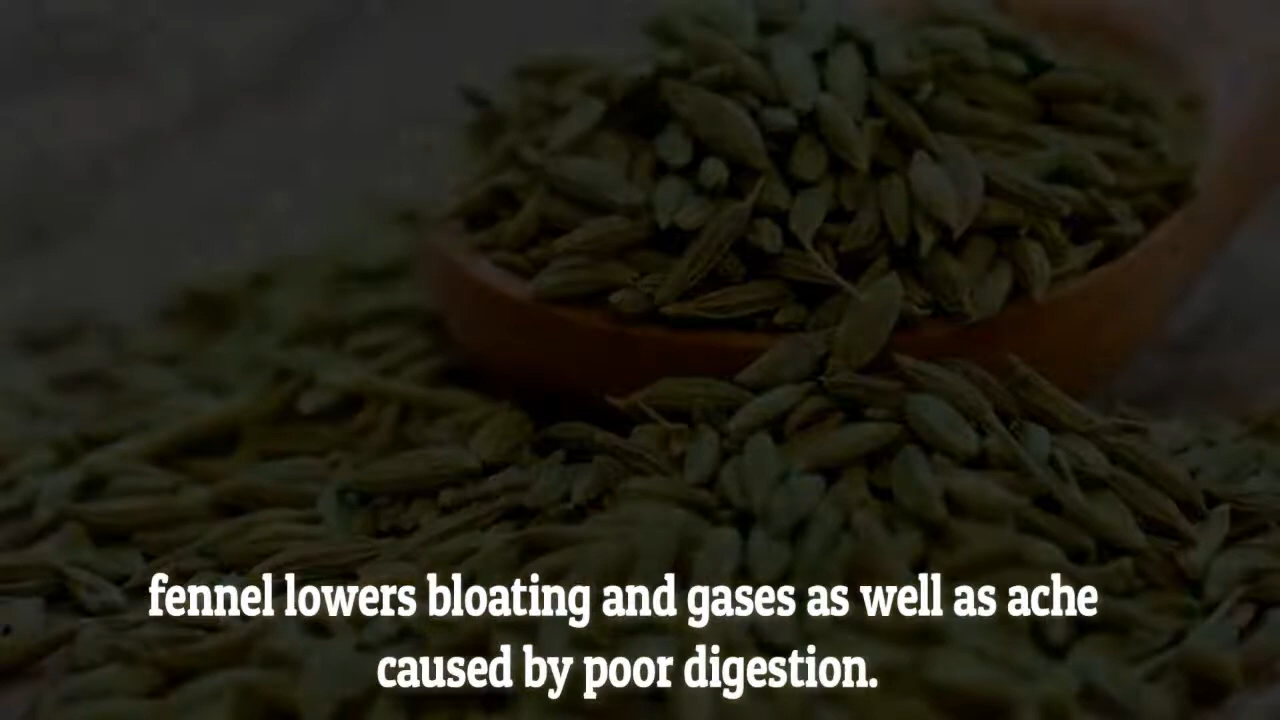 fennel lowers bloating and gases as well as ache
caused by poor digestion.